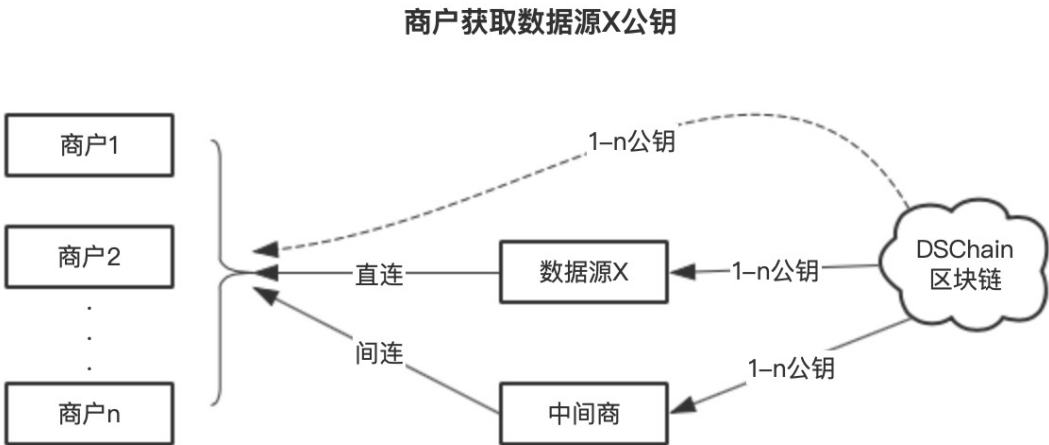 商户获取数据源X公钥
商户1
1–n公钥
商户2
直连
数据源X
1–n公钥
DSChain
区块链
·
·
·
间连
1–n公钥
商户n
中间商